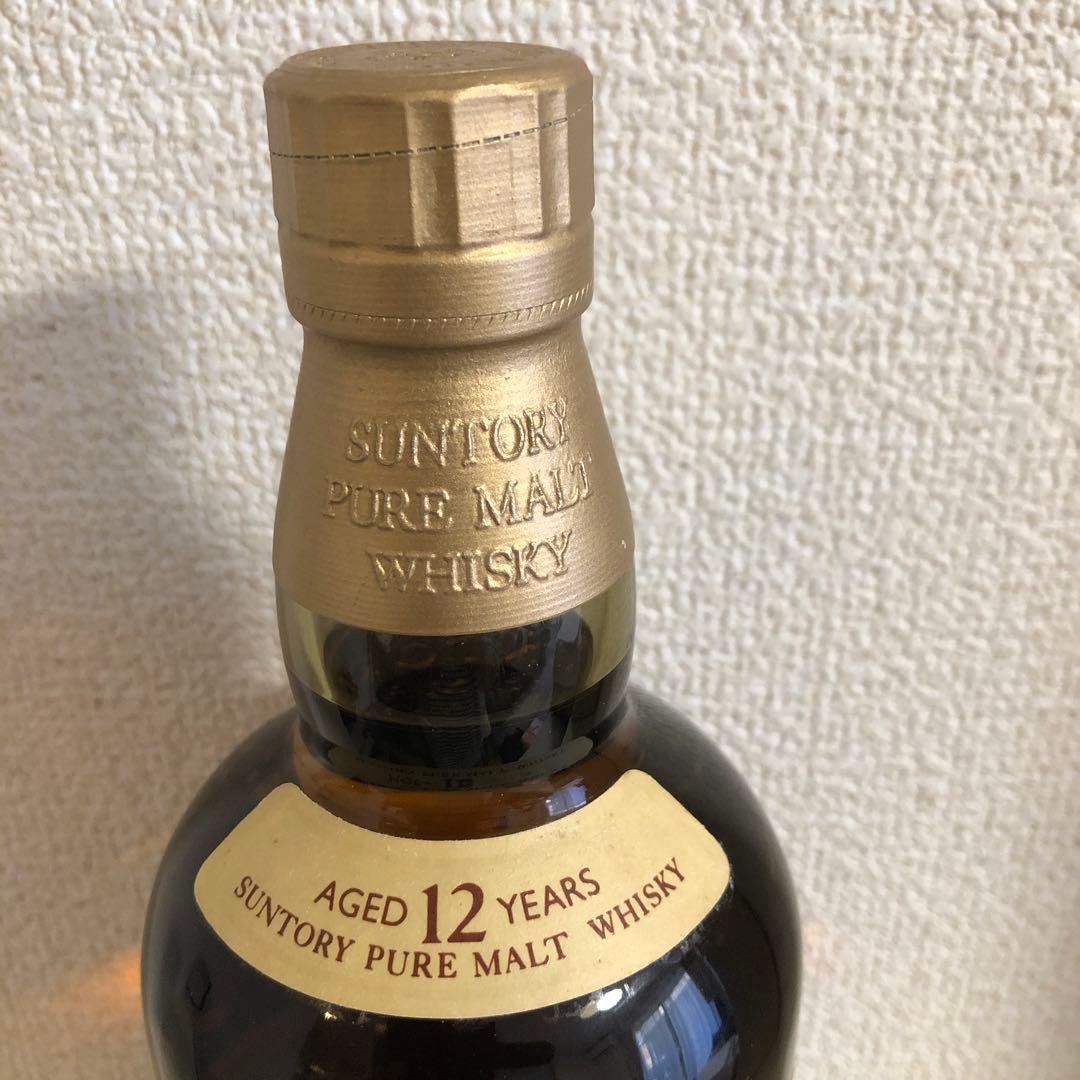 SUNTORY
PURE MALT
WHISKY
AGED 12 YEARS
SUNTORY PURE MALT WHISKY